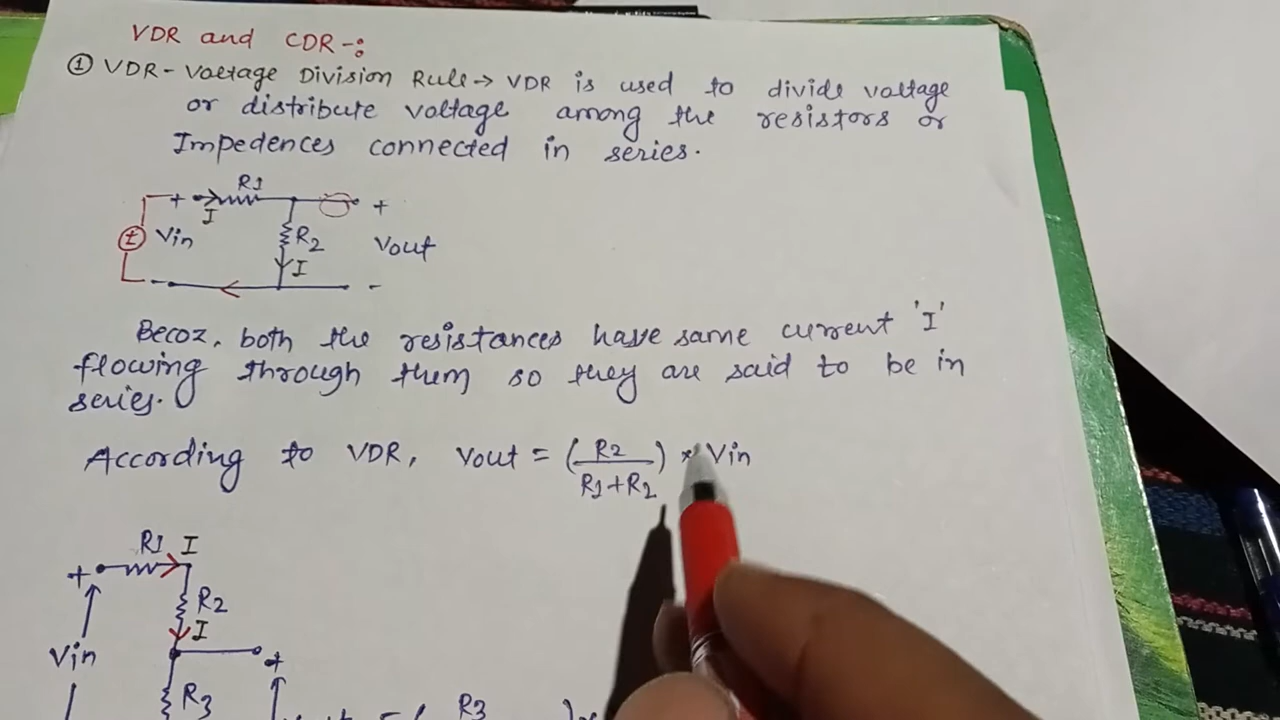 VDR and CDR-:
① VDR - Voltage Division Rule → VDR is used to divide voltage
or distribute voltage among the resistors or
Impedences connected in series.
R1
+ I +
± Vin R2 Vout
I
- -
Becoz, both the resistances have same current 'I'
flowing through them so they are said to be in
series.
According to VDR, Vout = (R2 / R1+R2) × Vin
R1 I
+ R2
I
Vin +
R3
R3